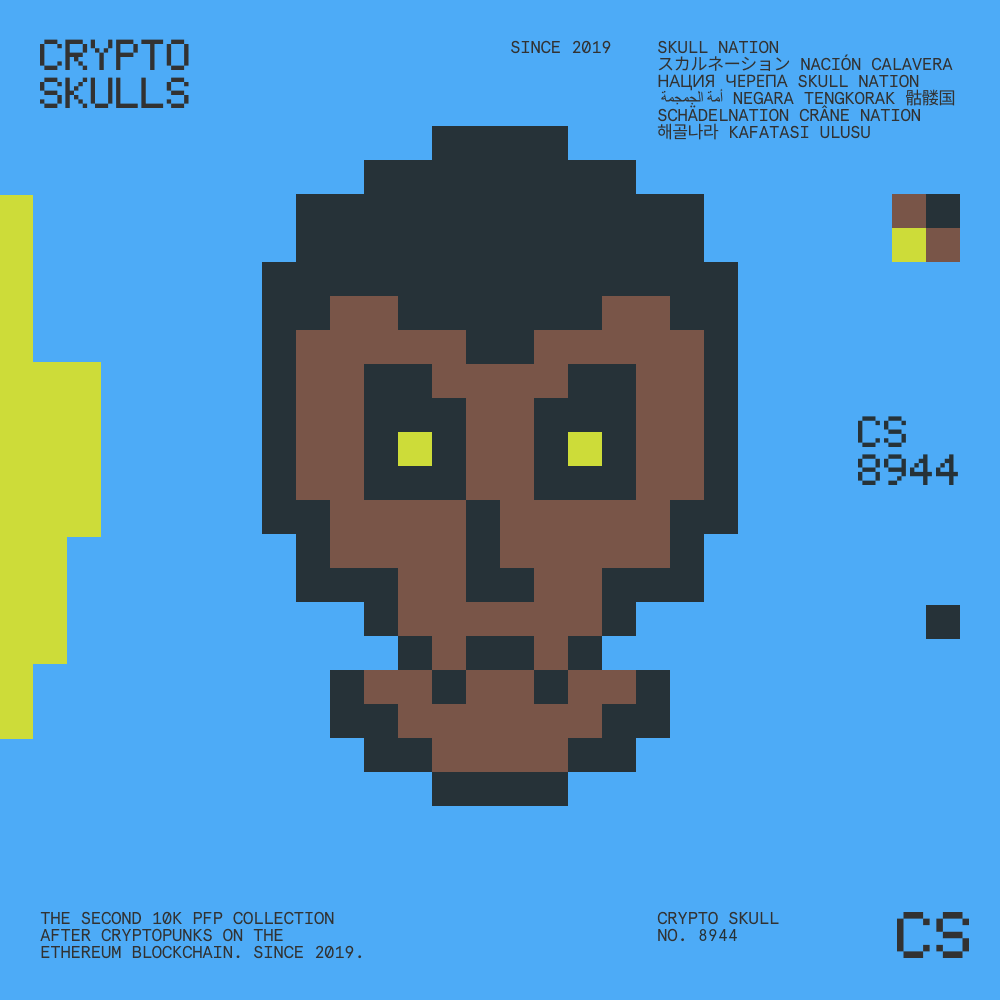 CRYPTO
SKULLS
SINCE 2019
SKULL NATION
スカルネーション NACIÓN CALAVERA
НАЦИЯ ЧЕРЕПА SKULL NATION
أمة الجمجمة NEGARA TENGKORAK 骷髅国
SCHÄDELNATION CRÂNE NATION
해골나라 KAFATASI ULUSU
CS
8944
THE SECOND 10K PFP COLLECTION
AFTER CRYPTOPUNKS ON THE
ETHEREUM BLOCKCHAIN. SINCE 2019.
CRYPTO SKULL
NO. 8944
CS